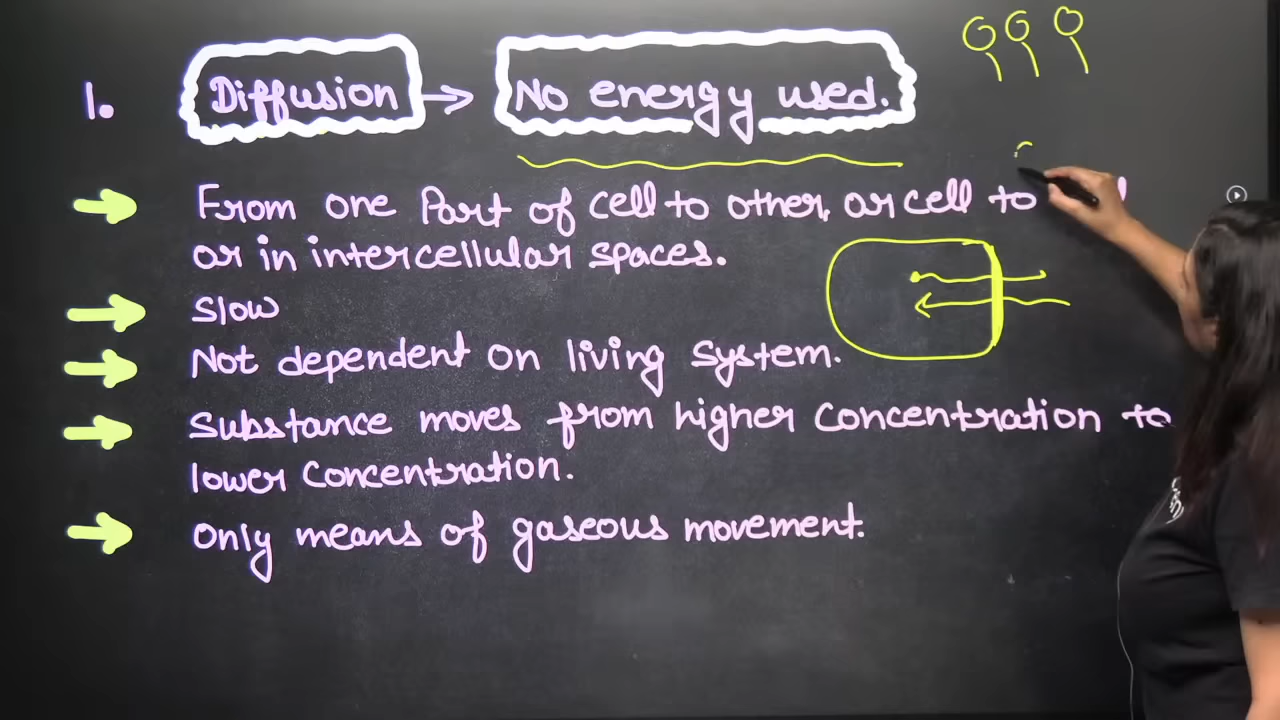 1. Diffusion → No energy used.
From one Part of cell to other, or cell to
or in intercellular spaces.
Slow
Not dependent on living system.
Substance moves from higher concentration to
lower concentration.
Only means of gaseous movement.